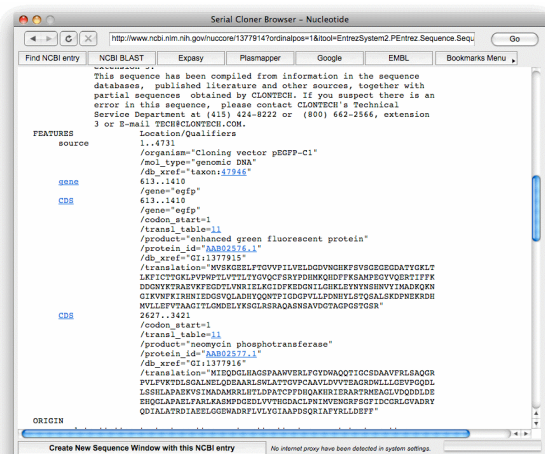 Serial Cloner Browser - Nucleotide
http://www.ncbi.nlm.nih.gov/nuccore/1377914?ordinalpos=1&itool=EntrezSystem2.PEntrez.Sequence.Sequ Go
Find NCBI entry NCBI BLAST Expasy Plasmapper Google EMBL Bookmarks Menu
extension 3.
This sequence has been compiled from information in the sequence
databases, published literature and other sources, together with
partial sequences obtained by CLONTECH. If you suspect there is an
error in this sequence, please contact CLONTECH's Technical
Service Department at (415) 424-8222 or (800) 662-2566, extension
3 or E-mail TECH@CLONTECH.COM.
FEATURES Location/Qualifiers
source 1..4731
/organism="Cloning vector pEGFP-C1"
/mol_type="genomic DNA"
/db_xref="taxon:47946"
gene 613..1410
/gene="egfp"
CDS 613..1410
/gene="egfp"
/codon_start=1
/transl_table=11
/product="enhanced green fluorescent protein"
/protein_id="AAB02576.1"
/db_xref="GI:1377915"
/translation="MVSKGEELFTGVVPILVELDGDVNGHKFSVSGEGEGDATYGKLT
LKFICTTGKLPVPWPTLVTTLTYGVQCFSRYPDHMKQHDFFKSAMPEGYVQERTIFFK
DDGNYKTRAEVKFEGDTLVNRIELKGIDFKEDGNILGHKLEYNYNSHNVYIMADKQKN
GIKVNFKIRHNIEDGSVQLADHYQQNTPIGDGPVLLPDNHYLSTQSALSKDPNEKRDH
MVLLEFVTAAGITLGMDELYKSGLRSRAQASNSAVDGTAGPGSTGSR"
CDS 2627..3421
/codon_start=1
/transl_table=11
/product="neomycin phosphotransferase"
/protein_id="AAB02577.1"
/db_xref="GI:1377916"
/translation="MIEQDGLHAGSPAAWVERLFGYDWAQQTIGCSDAAVFRLSAQGR
PVLFVKTDLSGALNELQDEAARLSWLATTGVPCAAVLDVVTEAGRDWLLLGEVPGQDL
LSSHLAPAEKVSIMADAMRRLHTLDPATCPFDHQAKHRIERARTRMEAGLVDQDDLDE
EHQGLAPAELFARLKASMPDGEDLVVTHGDACLPNIMVENGRFSGFIDCGRLGVADRY
QDIALATRDIAEELGGEWADRFLVLYGIAAPDSQRIAFYRLLDEFF"
ORIGIN
Create New Sequence Window with this NCBI entry No internet proxy have been detected in system settings.